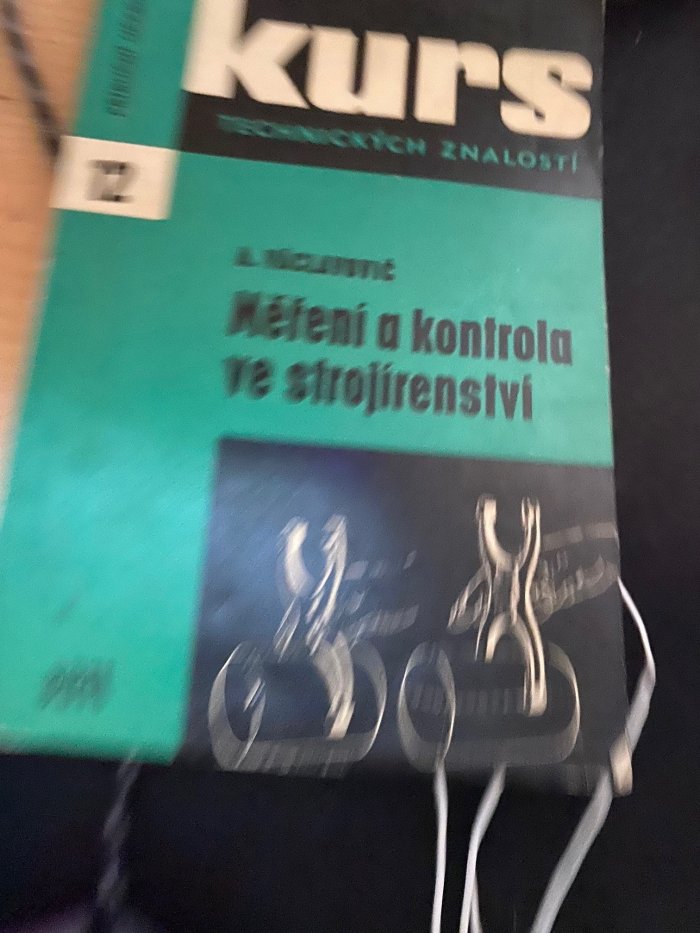 kurs
TECHNICKÝCH ZNALOSTÍ
12
Měření a kontrola
ve strojírenství